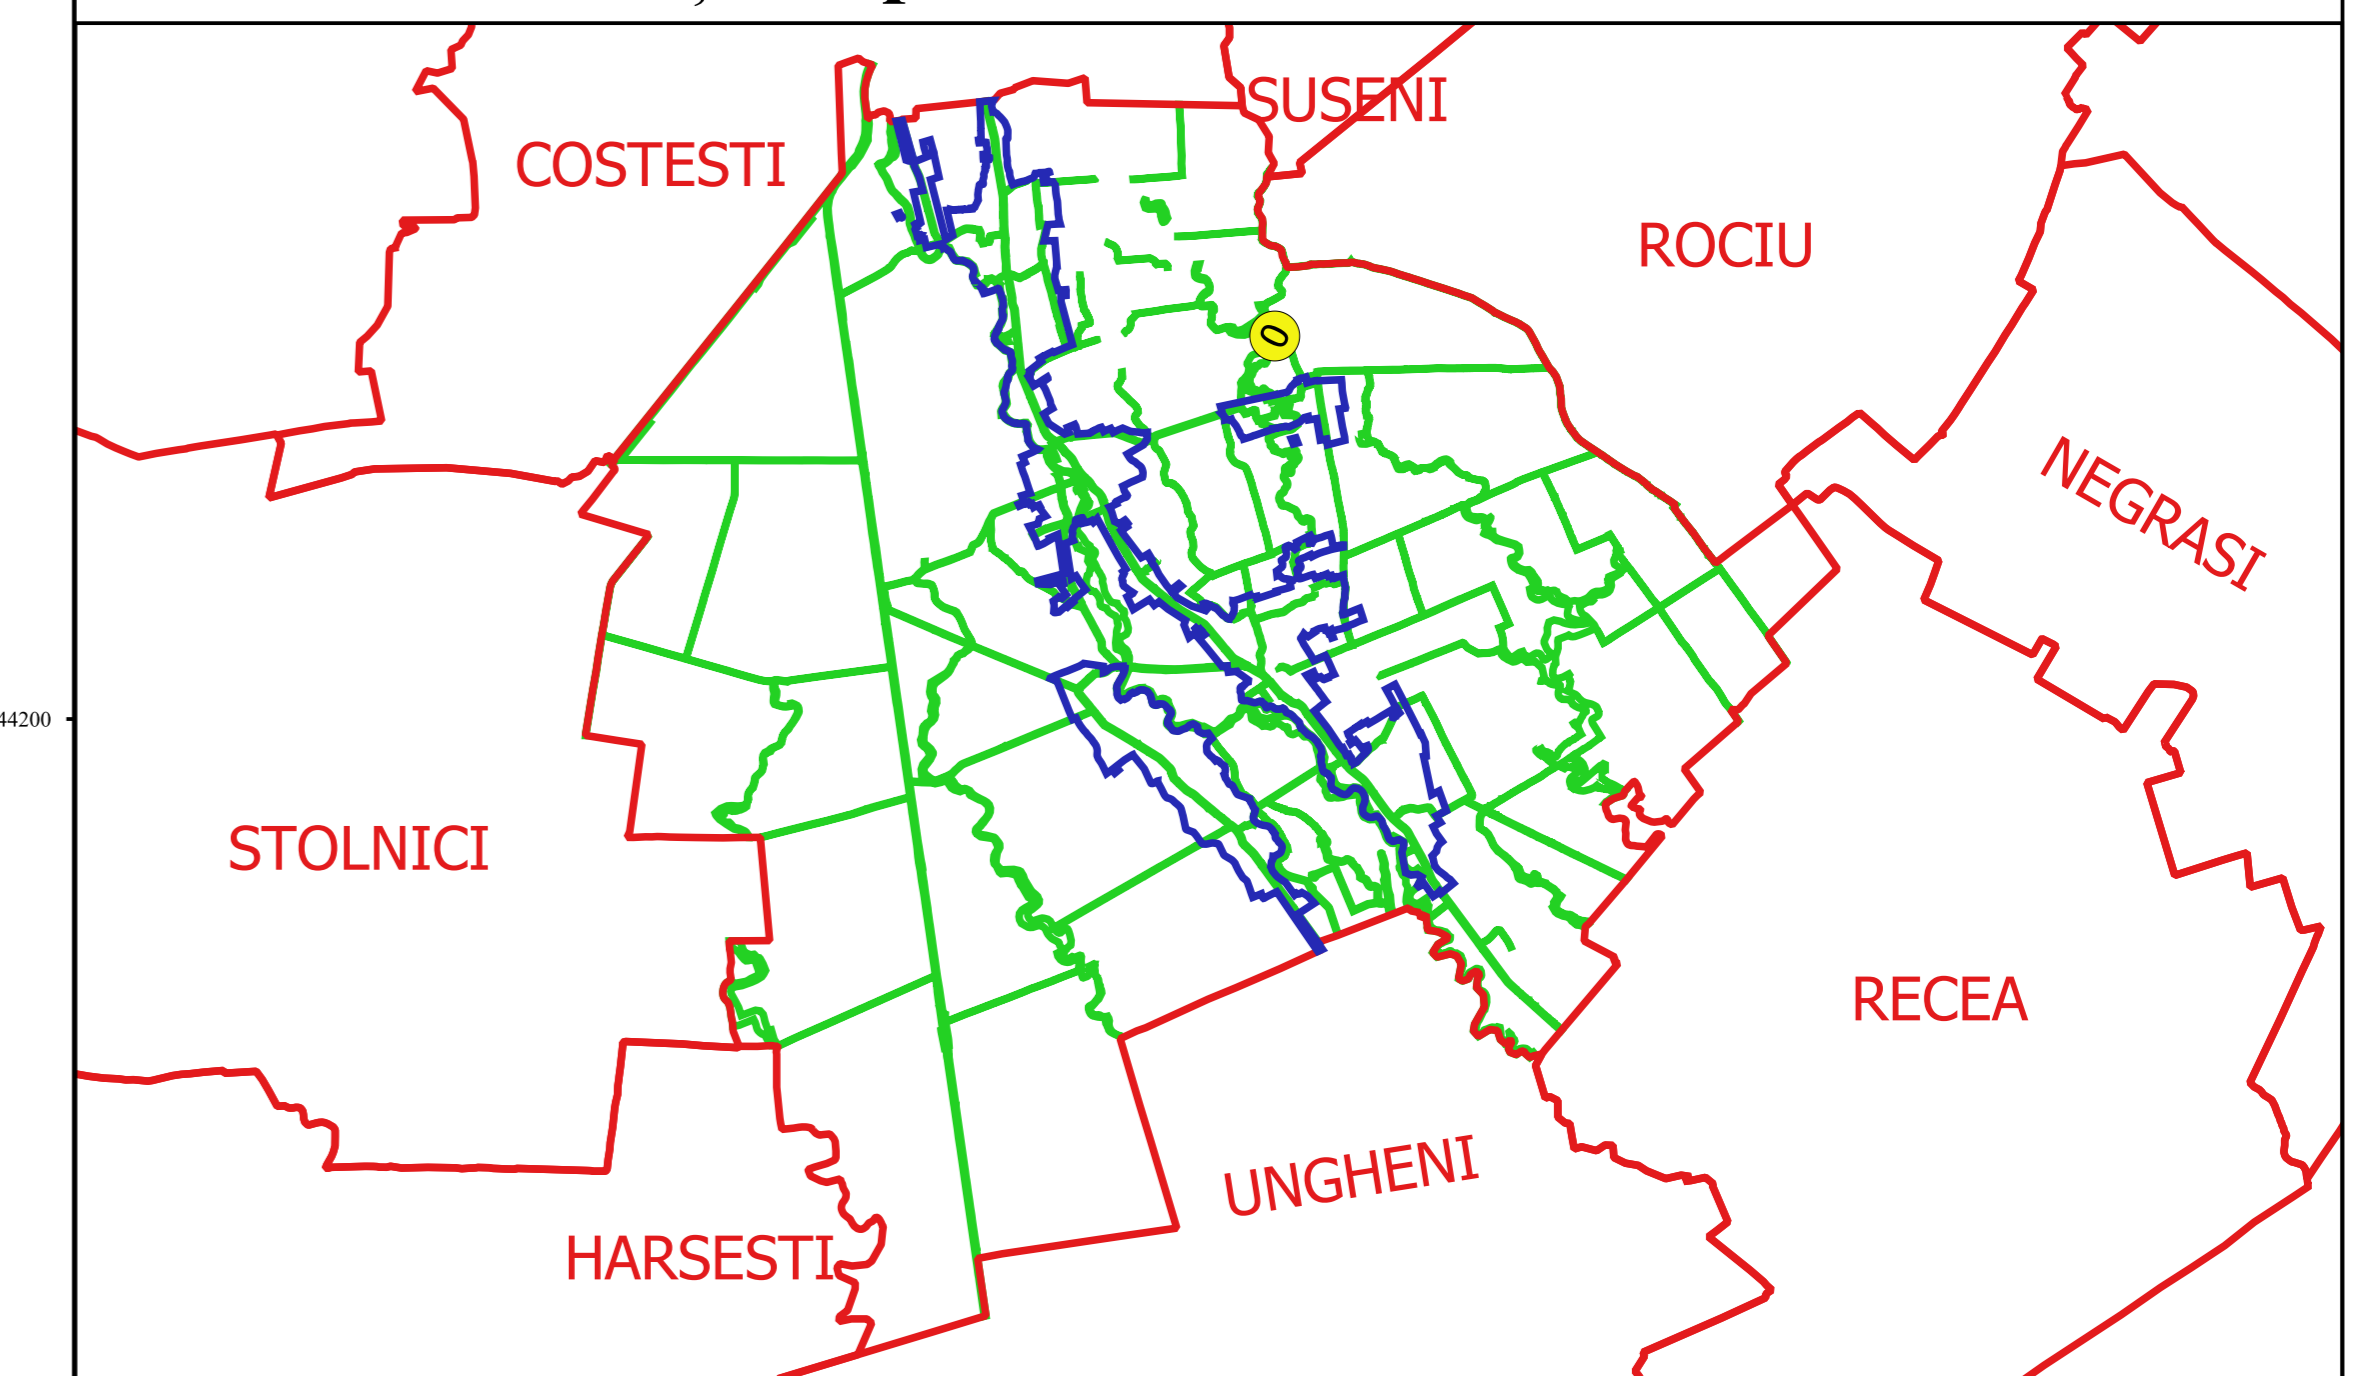 SUSENI
COSTESTI
ROCIU
0
NEGRASI
44200
STOLNICI
RECEA
UNGHENI
HARSESTI